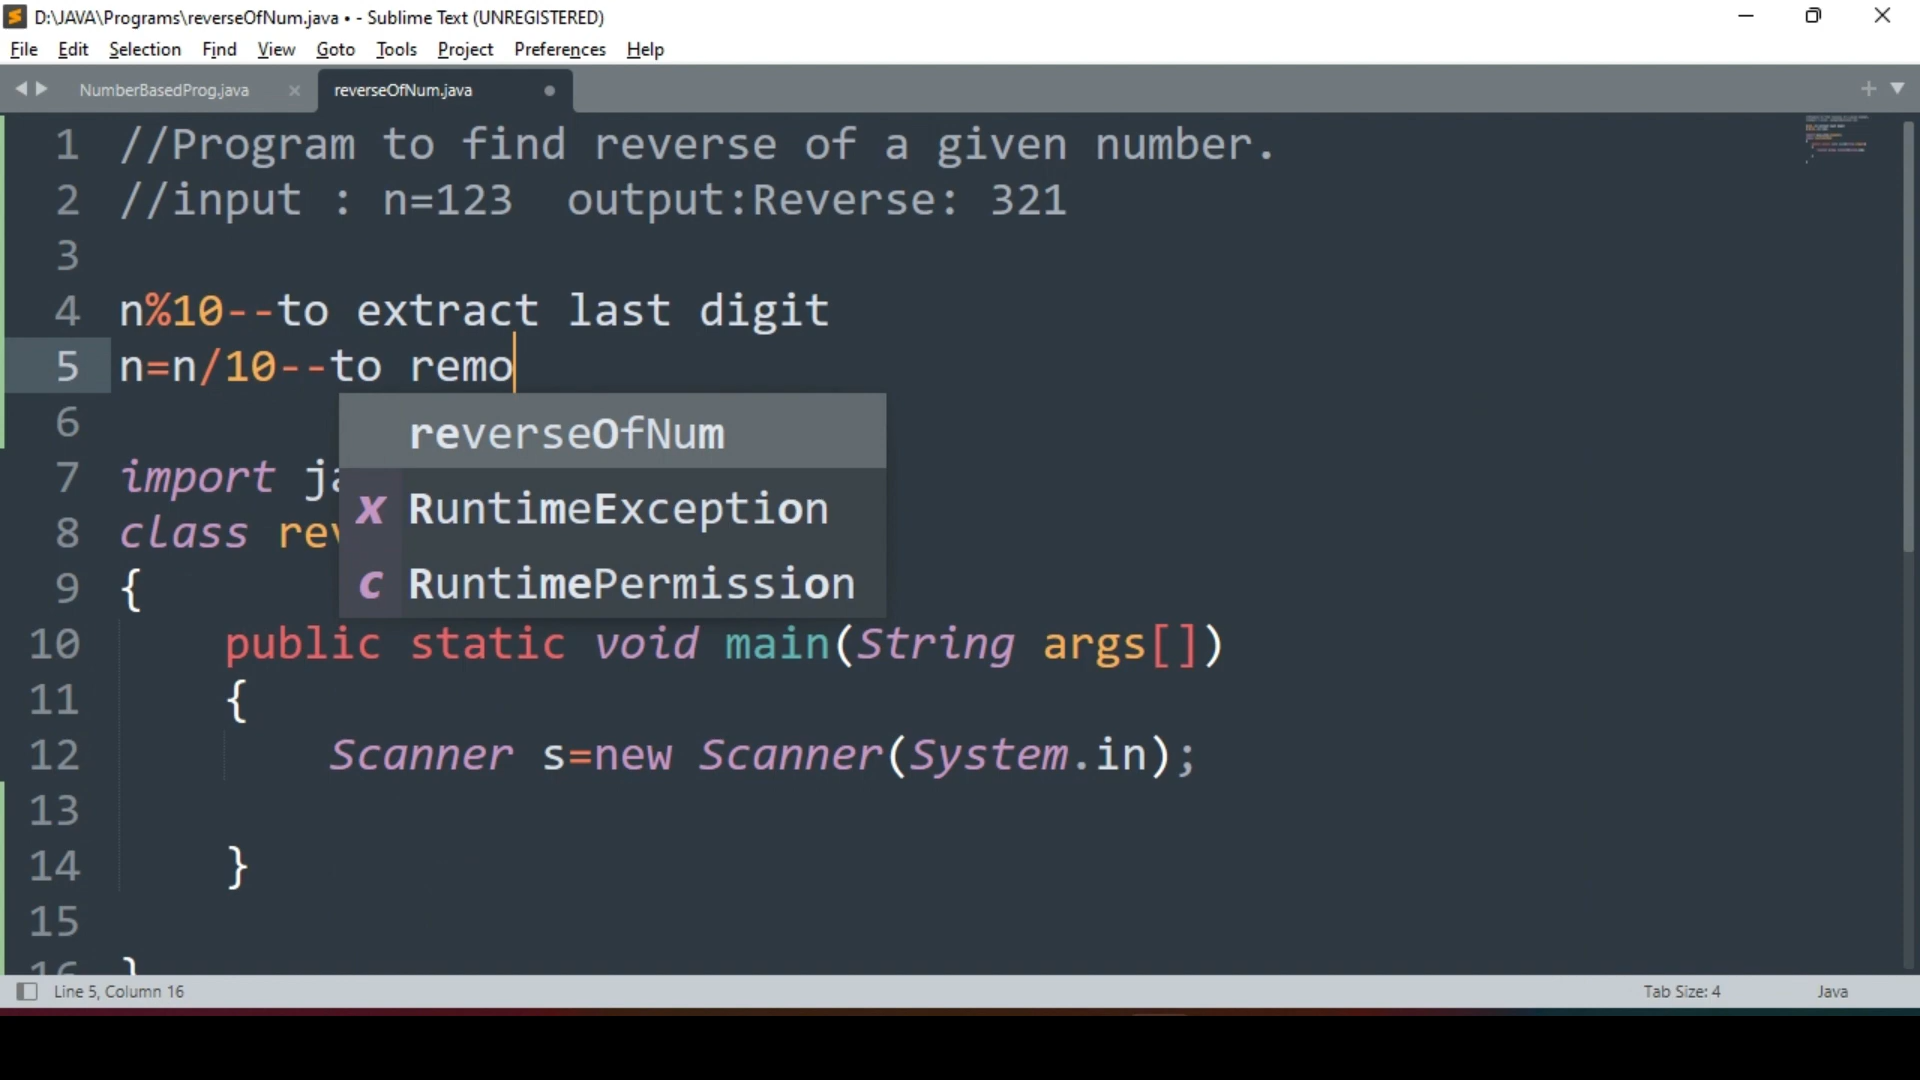 D:\JAVA\Programs\reverseOfNum.java • - Sublime Text (UNREGISTERED)
File Edit Selection Find View Goto Tools Project Preferences Help
NumberBasedProg.java reverseOfNum.java
1 //Program to find reverse of a given number.
2 //input : n=123  output:Reverse: 321
3
4 n%10--to extract last digit
5 n=n/10--to remo
reverseOfNum
6
7 import ja
x RuntimeException
8 class rev
9 {
c RuntimePermission
10 public static void main(String args[])
11 {
12 Scanner s=new Scanner(System.in);
13
14 }
15
16 }
Line 5, Column 16 Tab Size: 4 Java